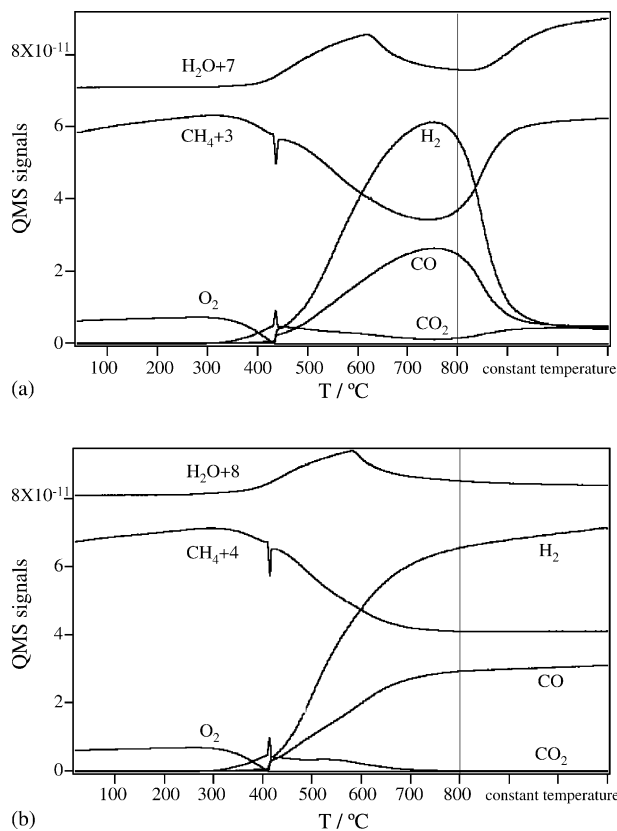 8X10-11
H2O+7
6
CH4+3
H2
4
QMS signals
CO
2
O2
CO2
0
100 200 300 400 500 600 700 800 constant temperature
T / ºC
(a)
H2O+8
8X10-11
CH4+4
H2
6
4
QMS signals
CO
2
O2
CO2
0
100 200 300 400 500 600 700 800 constant temperature
T / ºC
(b)